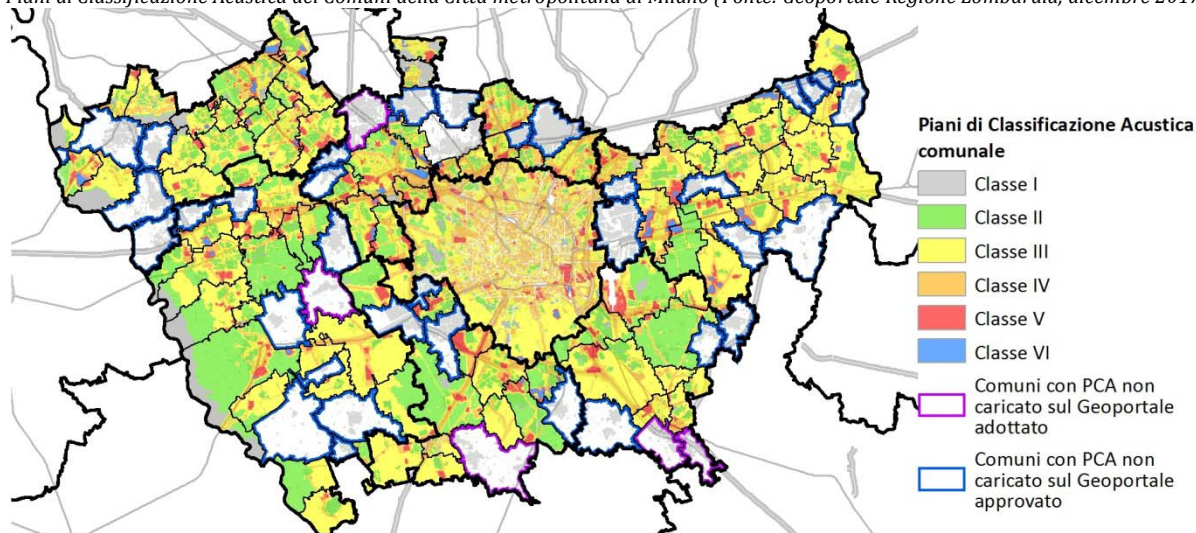 Piani di Classificazione Acustica dei Comuni della Città metropolitana di Milano (Fonte: Geoportale Regione Lombardia, dicembre 2017
Piani di Classificazione Acustica
comunale
Classe I
Classe II
Classe III
Classe IV
Classe V
Classe VI
Comuni con PCA non
caricato sul Geoportale
adottato
Comuni con PCA non
caricato sul Geoportale
approvato